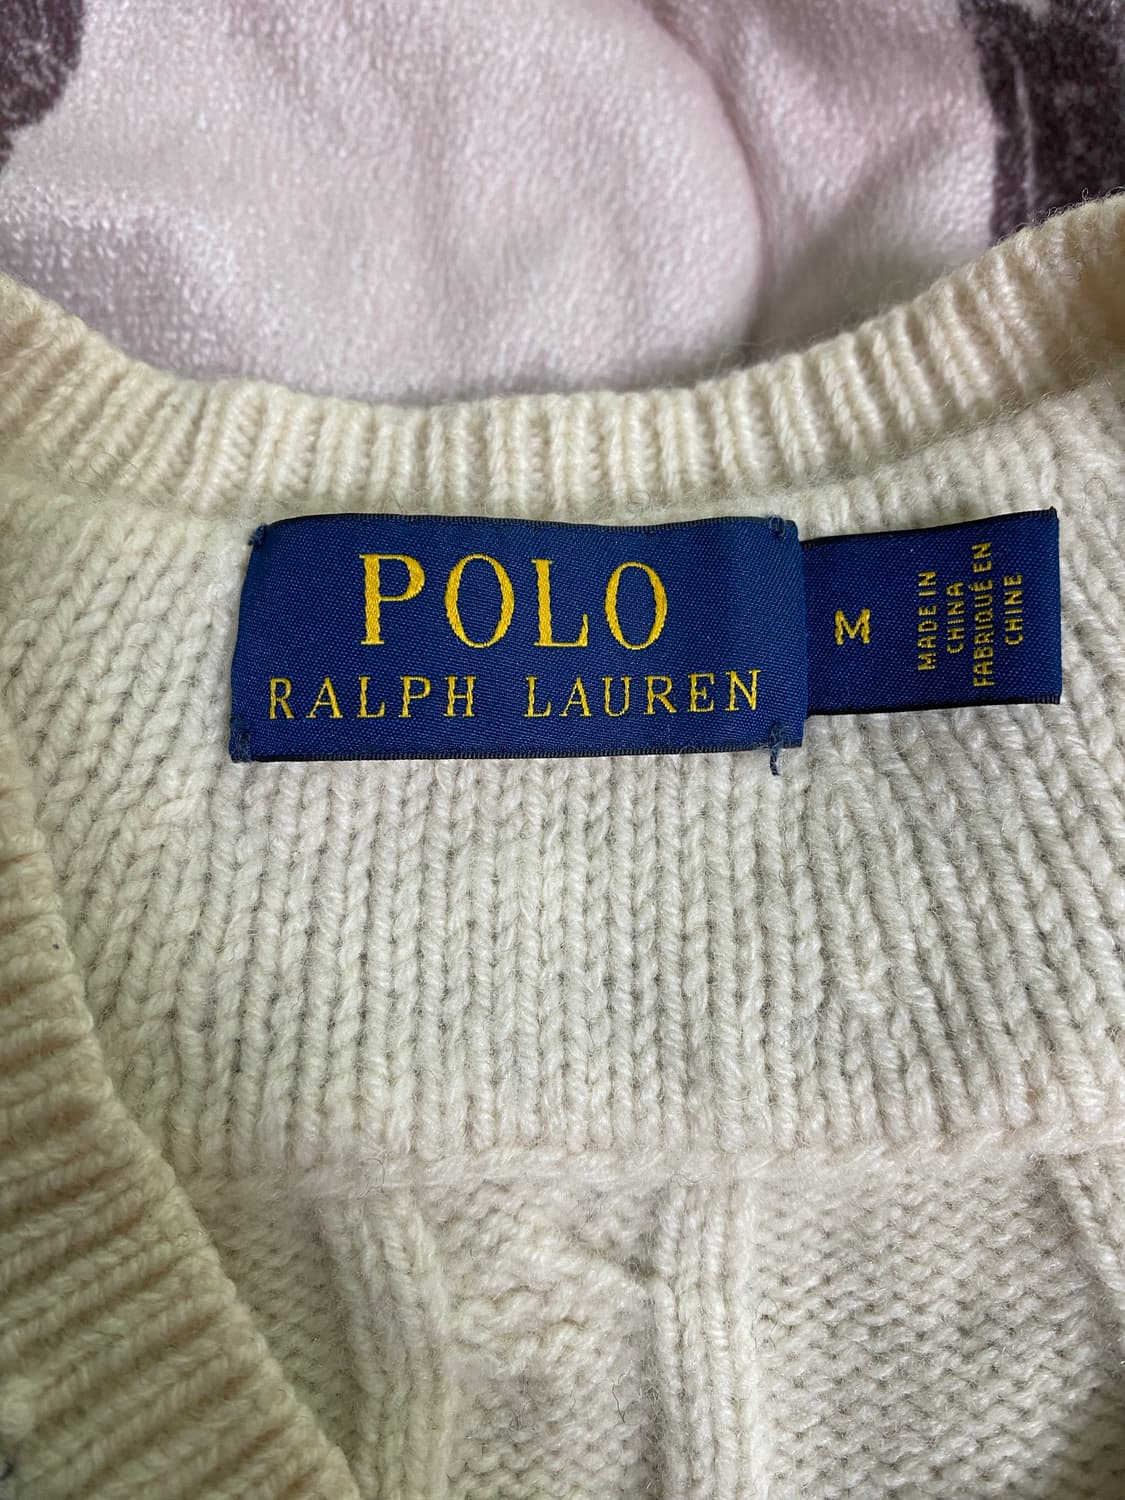 POLO
RALPH LAUREN
M
MADE IN
CHINA
FABRIQUÉ EN
CHINE